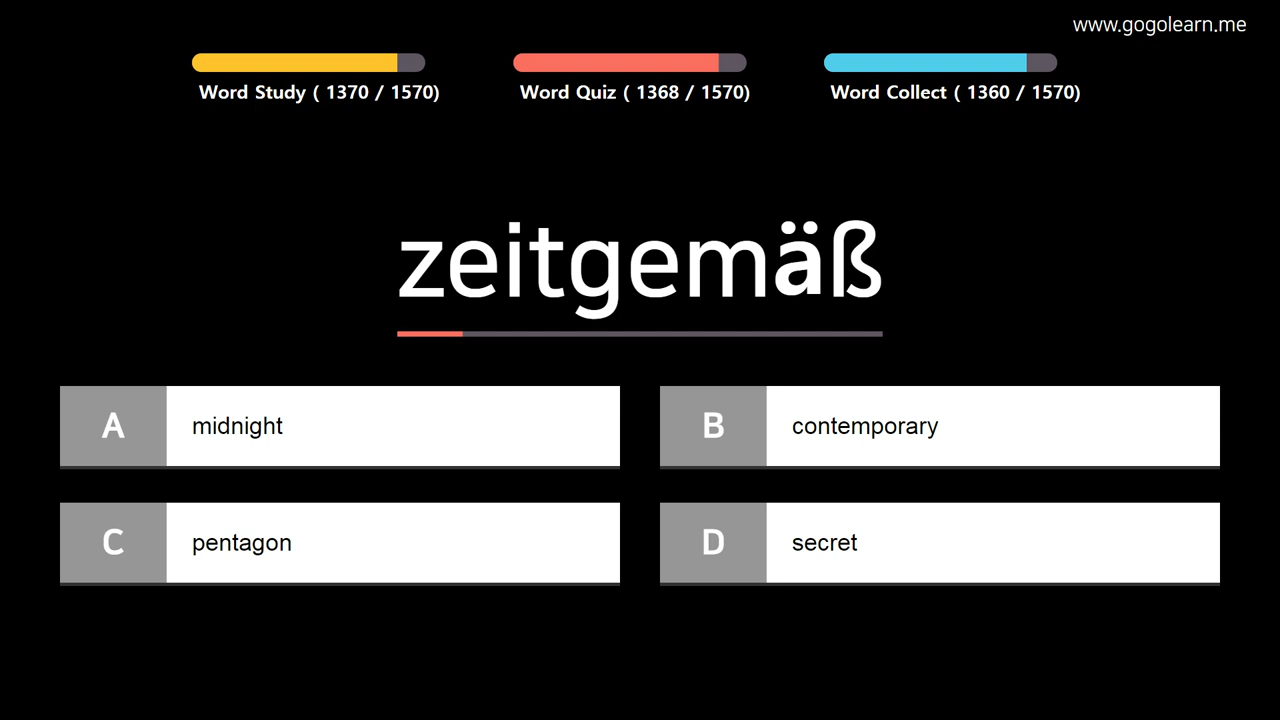 www.gogolearn.me
Word Study ( 1370 / 1570)
Word Quiz ( 1368 / 1570)
Word Collect ( 1360 / 1570)
zeitgemäß
A midnight
B contemporary
C pentagon
D secret